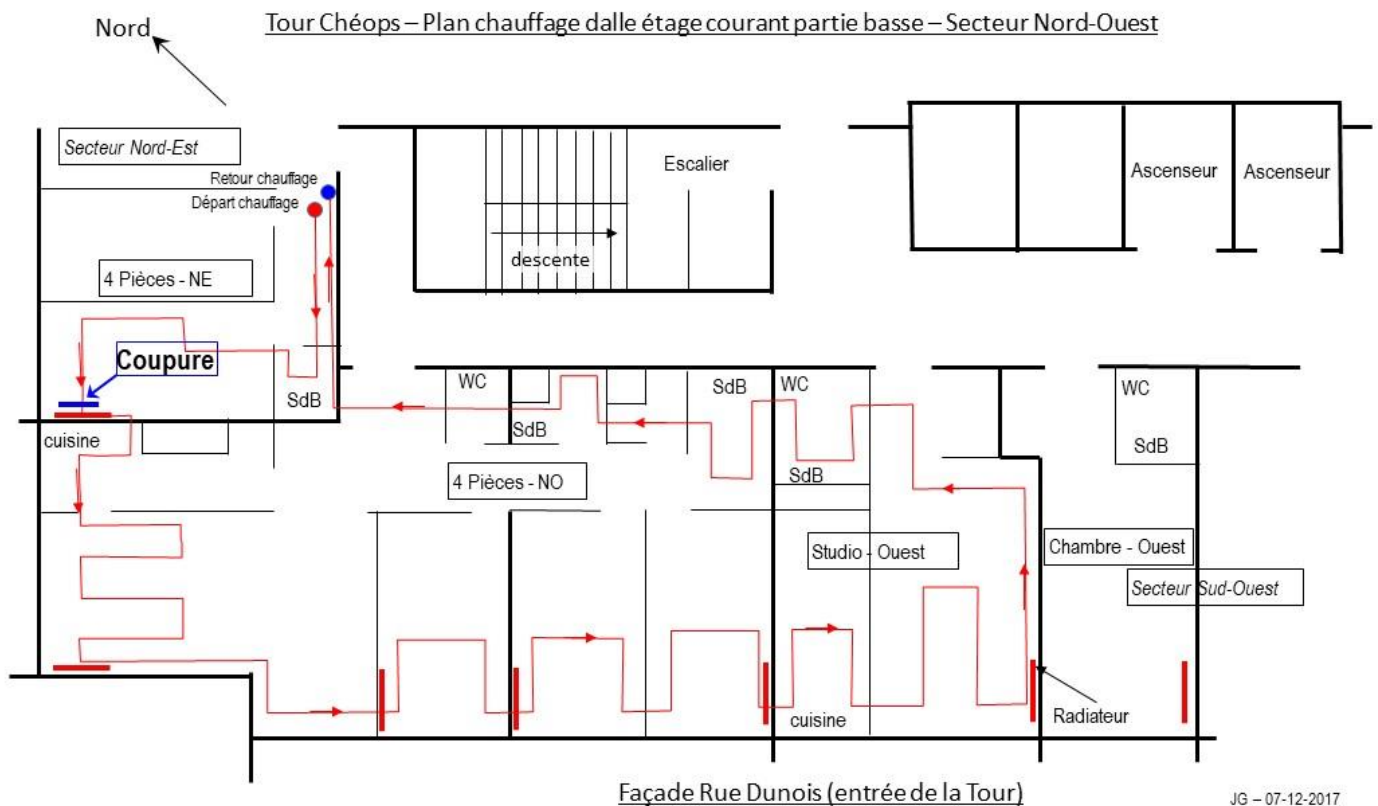 Tour Chéops – Plan chauffage dalle étage courant partie basse – Secteur Nord-Ouest
Nord
Secteur Nord-Est
Retour chauffage
Départ chauffage
Escalier
Ascenseur
Ascenseur
descente
4 Pièces - NE
Coupure
SdB
WC
SdB
WC
WC
cuisine
SdB
SdB
SdB
4 Pièces - NO
Studio - Ouest
Chambre - Ouest
Secteur Sud-Ouest
cuisine
Radiateur
Façade Rue Dunois (entrée de la Tour)
JG – 07-12-2017